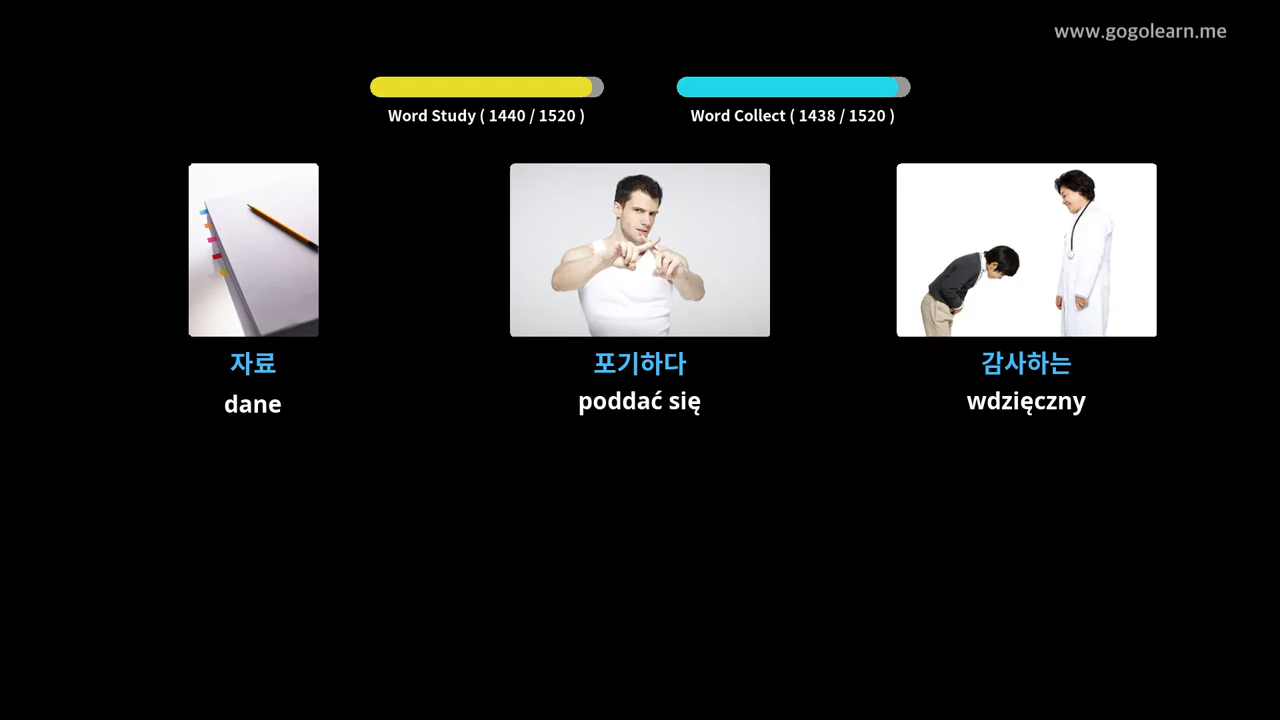 www.gogolearn.me
Word Study ( 1440 / 1520 )
Word Collect ( 1438 / 1520 )
자료
포기하다
감사하는
dane
poddać się
wdzięczny